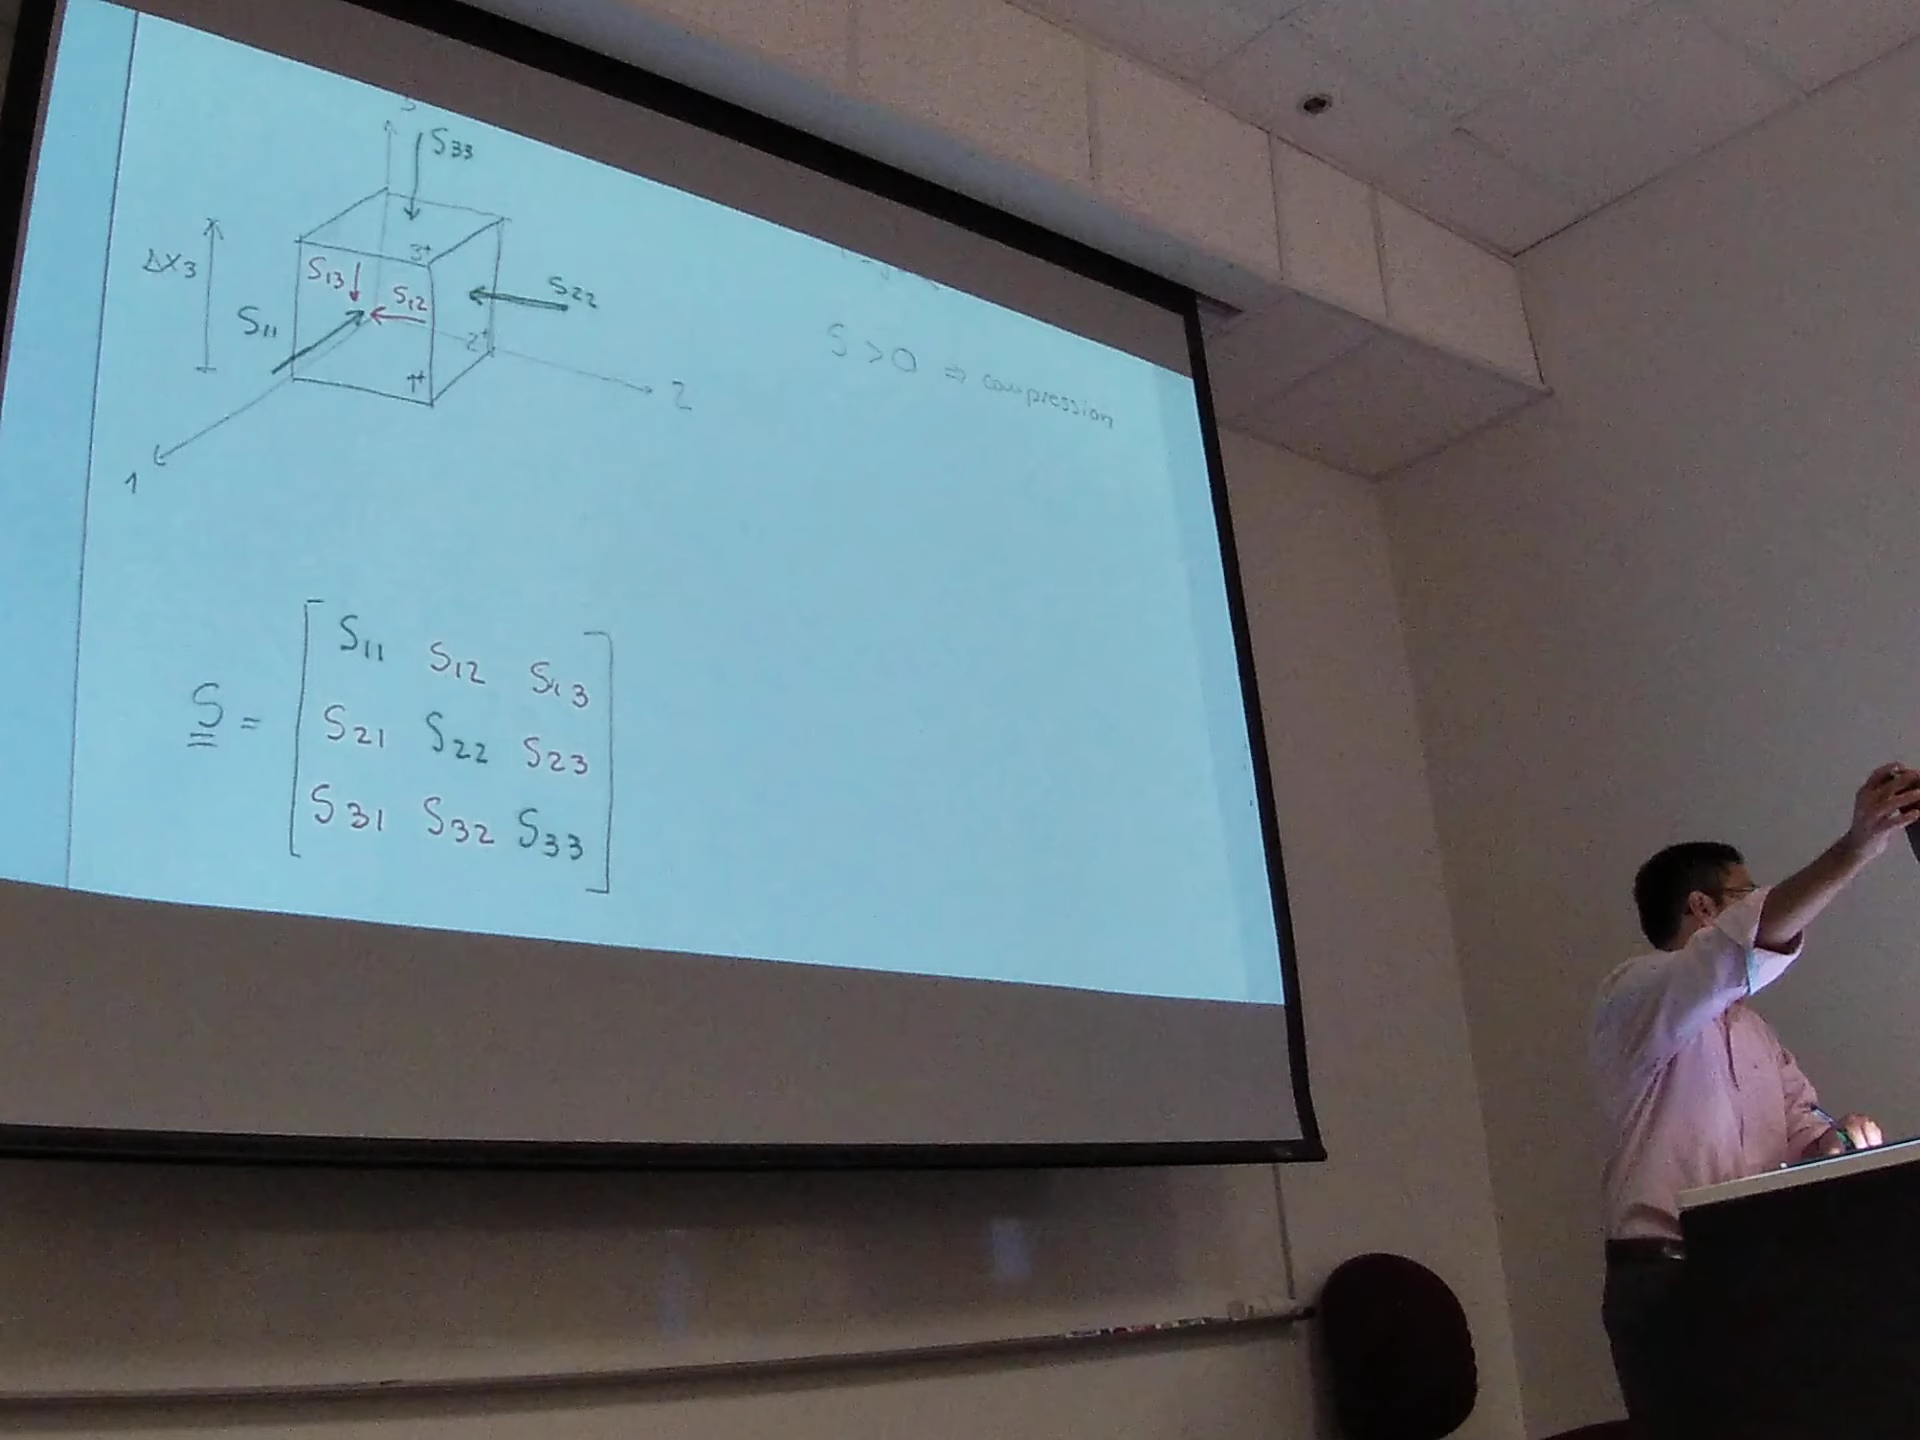 3
S33
3+
ΔX3
S13
S12
S22
S11
2+
1+
2
1
S > 0 ⇒ compression
S =
S11 S12 S13
S21 S22 S23
S31 S32 S33